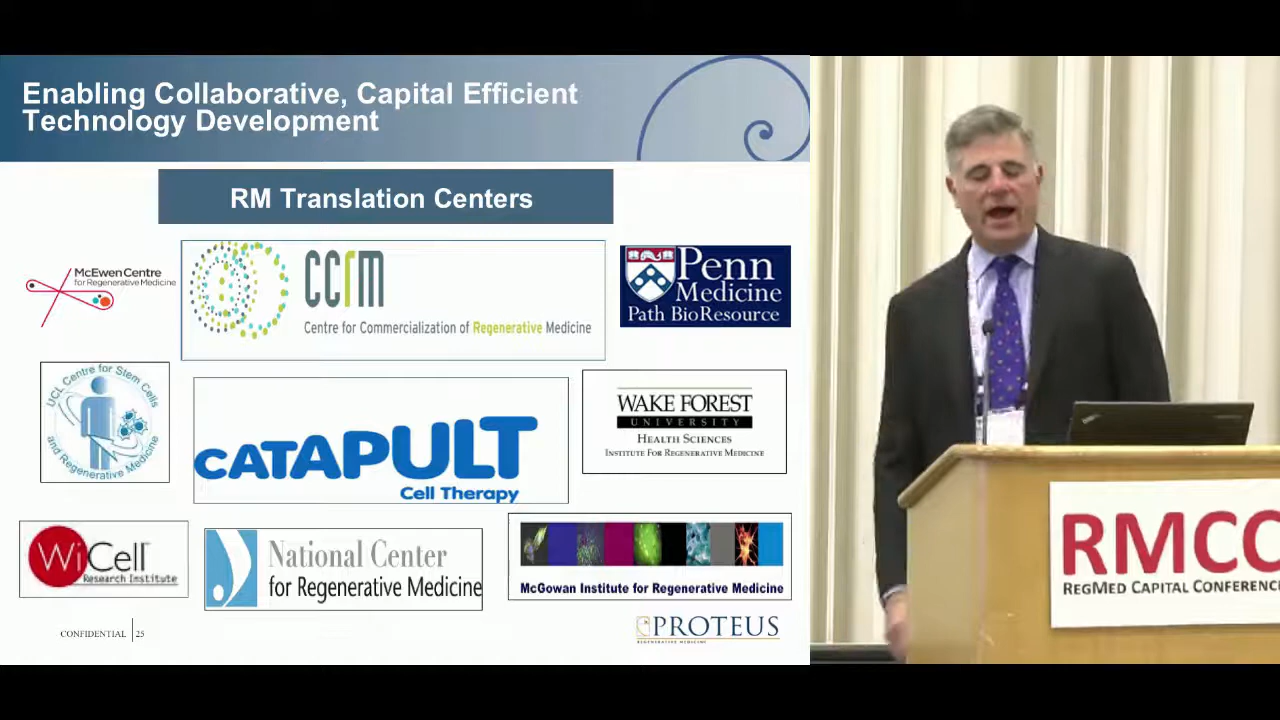 Enabling Collaborative, Capital Efficient
Technology Development
RM Translation Centers
McEwen Centre
for Regenerative Medicine
ccrm
Centre for Commercialization of Regenerative Medicine
Penn
Medicine
Path BioResource
UCL Centre for Stem Cells
and Regenerative Medicine
CATAPULT
Cell Therapy
WAKE FOREST
UNIVERSITY
HEALTH SCIENCES
INSTITUTE FOR REGENERATIVE MEDICINE
WiCell
Research Institute
National Center
for Regenerative Medicine
McGowan Institute for Regenerative Medicine
CONFIDENTIAL 25
PROTEUS
REGENERATIVE MEDICINE
RMCC
REGMED CAPITAL CONFERENCE